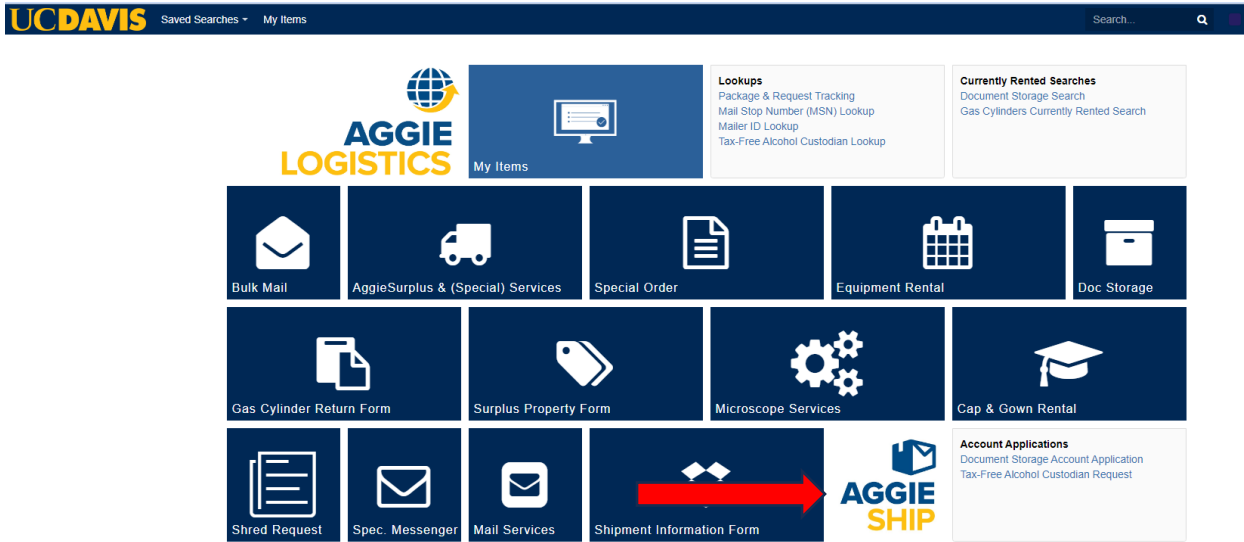 UCDAVIS Saved Searches My Items Search...
AGGIE
LOGISTICS
My Items
Lookups
Package & Request Tracking
Mail Stop Number (MSN) Lookup
Mailer ID Lookup
Tax-Free Alcohol Custodian Lookup
Currently Rented Searches
Document Storage Search
Gas Cylinders Currently Rented Search
Bulk Mail
AggieSurplus & (Special) Services
Special Order
Equipment Rental
Doc Storage
Gas Cylinder Return Form
Surplus Property Form
Microscope Services
Cap & Gown Rental
Shred Request
Spec. Messenger
Mail Services
Shipment Information Form
AGGIE
SHIP
Account Applications
Document Storage Account Application
Tax-Free Alcohol Custodian Request